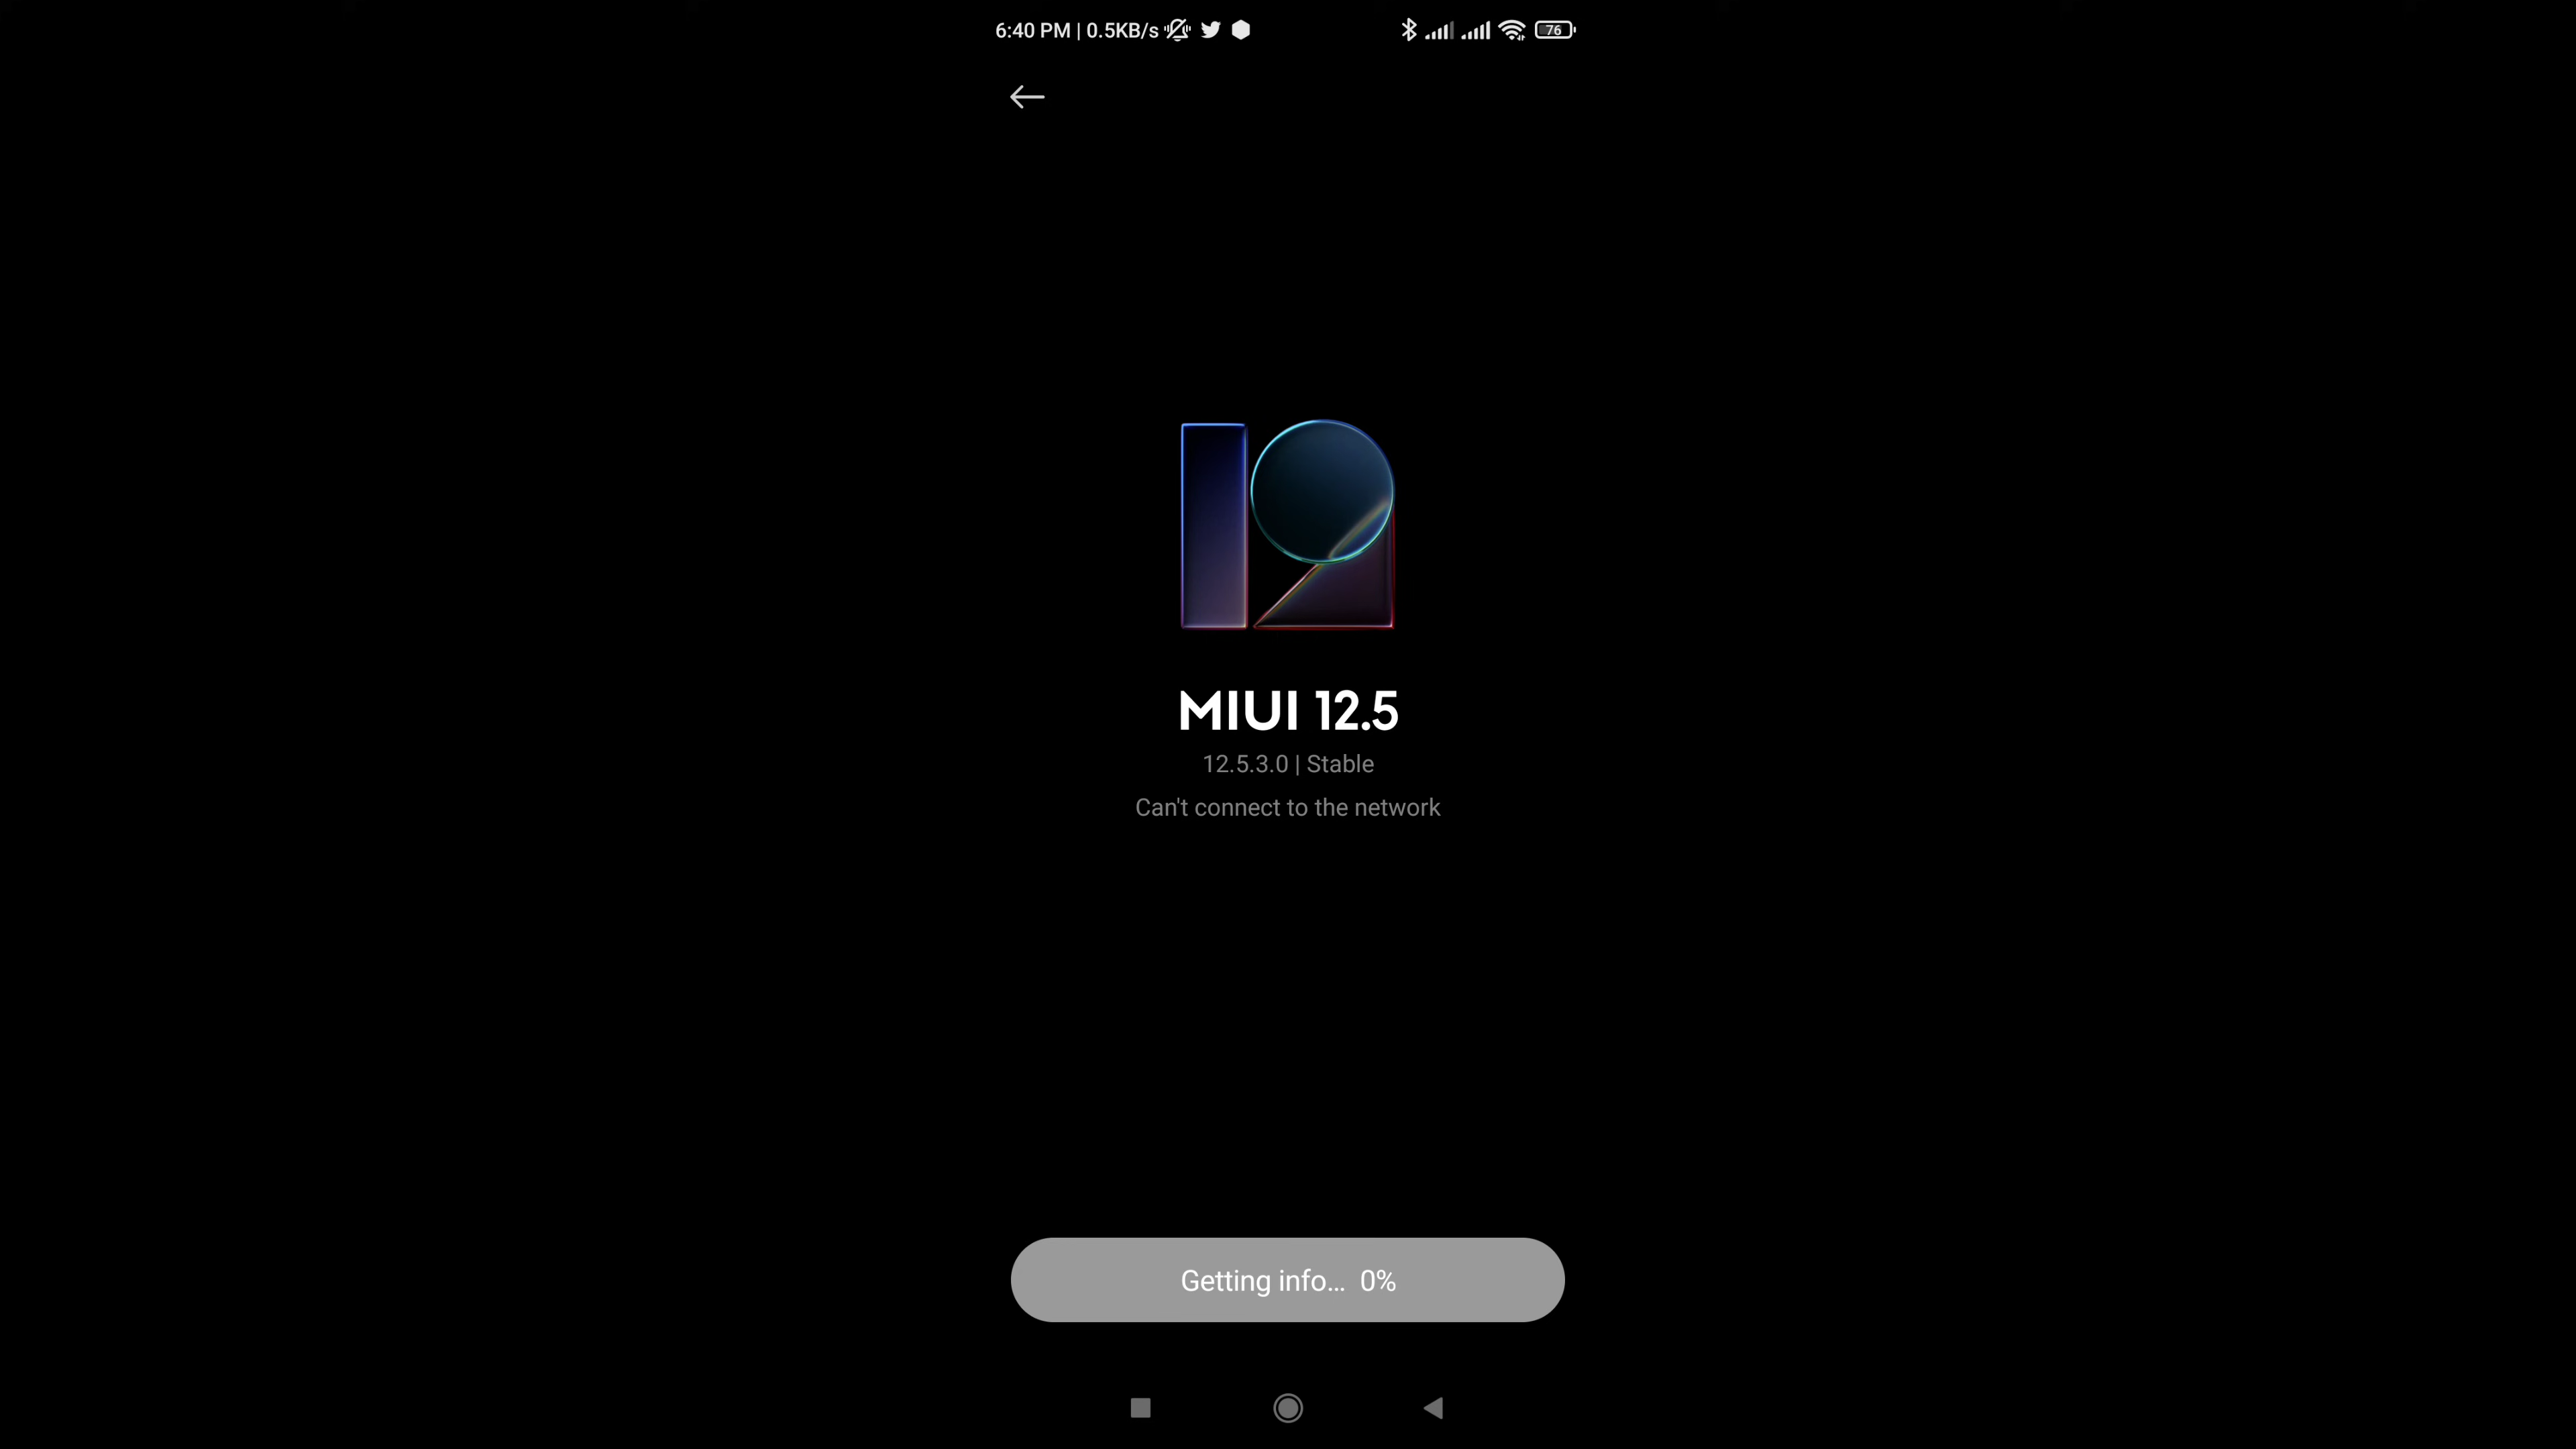 6:40 PM | 0.5KB/s 76
12
MIUI 12.5
12.5.3.0 | Stable
Can't connect to the network
Getting info... 0%